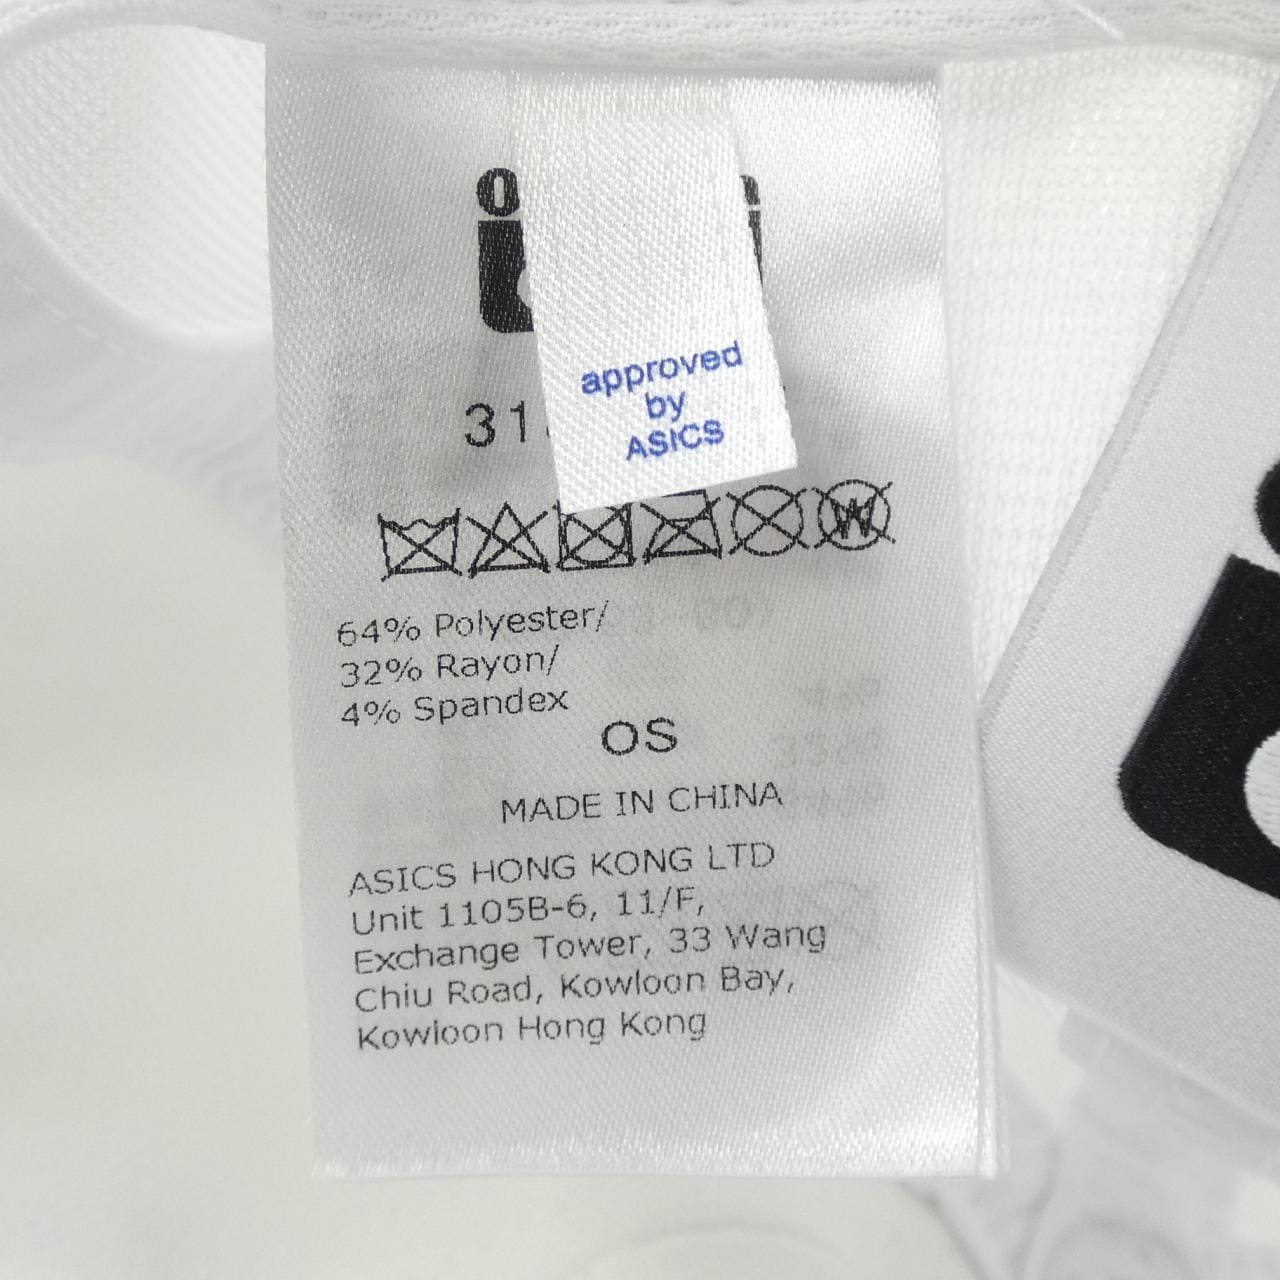 approved
by
ASICS
64% Polyester/
32% Rayon/
4% Spandex
OS
MADE IN CHINA
ASICS HONG KONG LTD
Unit 1105B-6, 11/F,
Exchange Tower, 33 Wang
Chiu Road, Kowloon Bay,
Kowloon Hong Kong